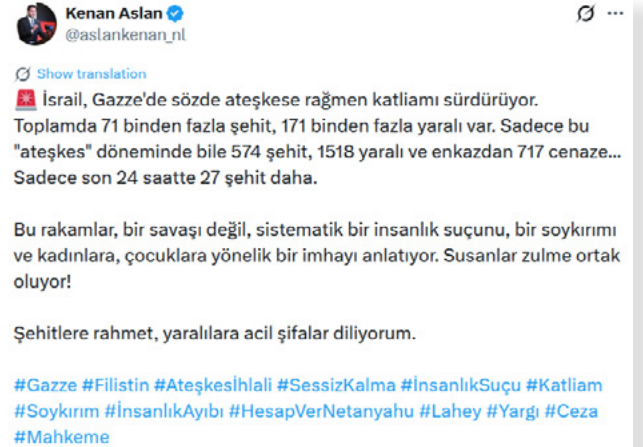 Kenan Aslan
@aslankenan_nl
Show translation
🚨 İsrail, Gazze'de sözde ateşkese rağmen katliamı sürdürüyor.
Toplamda 71 binden fazla şehit, 171 binden fazla yaralı var. Sadece bu
"ateşkes" döneminde bile 574 şehit, 1518 yaralı ve enkazdan 717 cenaze...
Sadece son 24 saatte 27 şehit daha.
Bu rakamlar, bir savaşı değil, sistematik bir insanlık suçunu, bir soykırımı
ve kadınlara, çocuklara yönelik bir imhayı anlatıyor. Susanlar zulme ortak
oluyor!
Şehitlere rahmet, yaralılara acil şifalar diliyorum.
#Gazze #Filistin #Ateşkesİhlali #SessizKalma #İnsanlıkSuçu #Katliam
#Soykırım #İnsanlıkAyıbı #HesapVerNetanyahu #Lahey #Yargı #Ceza
#Mahkeme